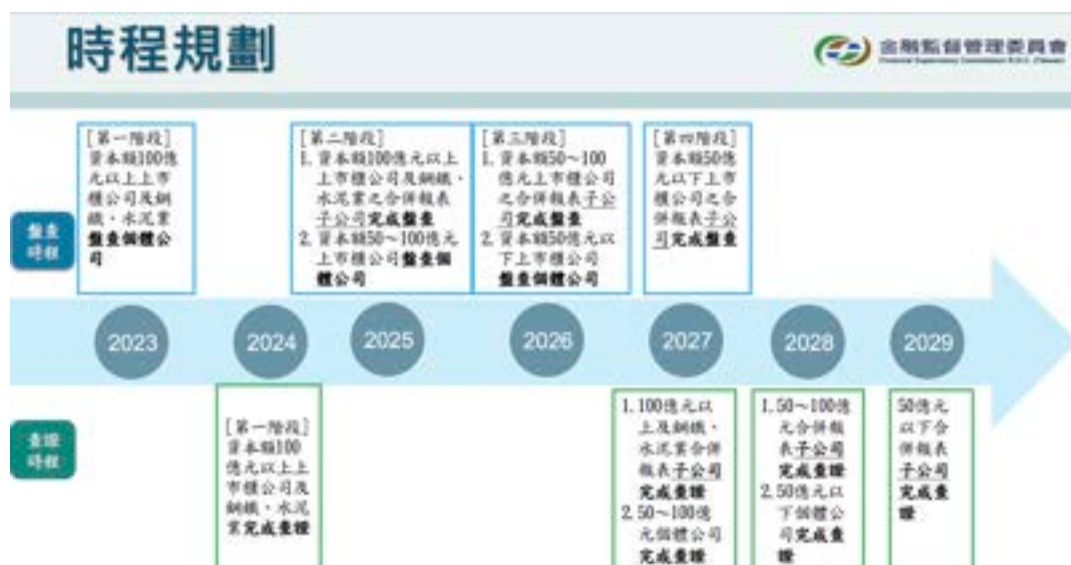 時程規劃
金融監督管理委員會
[第一階段]
資本額100億
元以上上市
櫃公司及鋼
鐵、水泥業
盤查個體公
司
[第二階段]
1. 資本額100億元以上
上市櫃公司及鋼鐵、
水泥業之合併報表
子公司完成盤查
2. 資本額50~100億元
上市櫃公司盤查個
體公司
[第三階段]
1. 資本額50~100
億元上市櫃公司
之合併報表子公
司完成盤查
2. 資本額50億元以
下上市櫃公司
盤查個體公司
[第四階段]
資本額50億
元以下上市
櫃公司之合
併報表子公
司完成盤查
盤查
時程
2023
2024
2025
2026
2027
2028
2029
查證
時程
[第一階段]
資本額100
億元以上上
市櫃公司及
鋼鐵、水泥
業完成查證
1.100億元以
上及鋼鐵、
水泥業合併
報表子公司
完成查證
2.50~100億
元個體公司
完成查證
1.50~100億
元合併報
表子公司
完成查證
2.50億元以
下個體公
司完成查
證
50億元
以下合
併報表
子公司
完成查
證